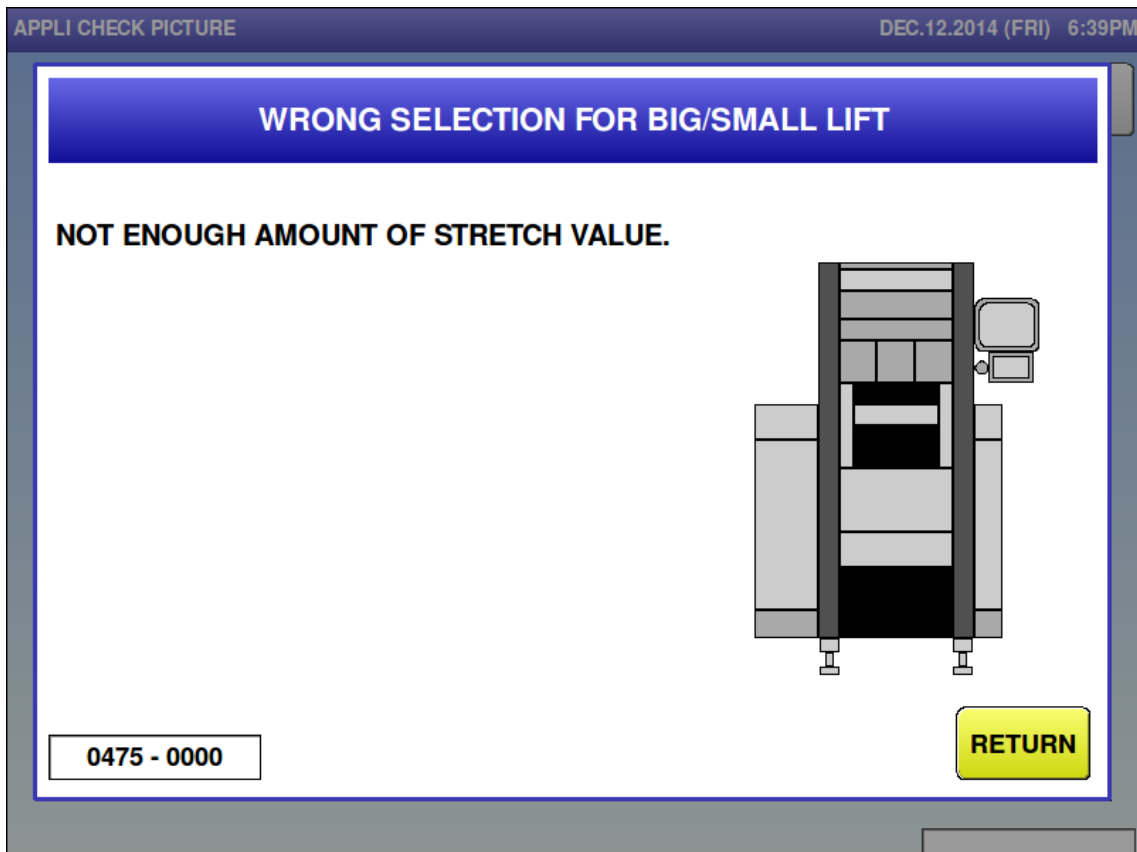 APPLI CHECK PICTURE
DEC.12.2014 (FRI) 6:39PM
WRONG SELECTION FOR BIG/SMALL LIFT
NOT ENOUGH AMOUNT OF STRETCH VALUE.
0475 - 0000
RETURN